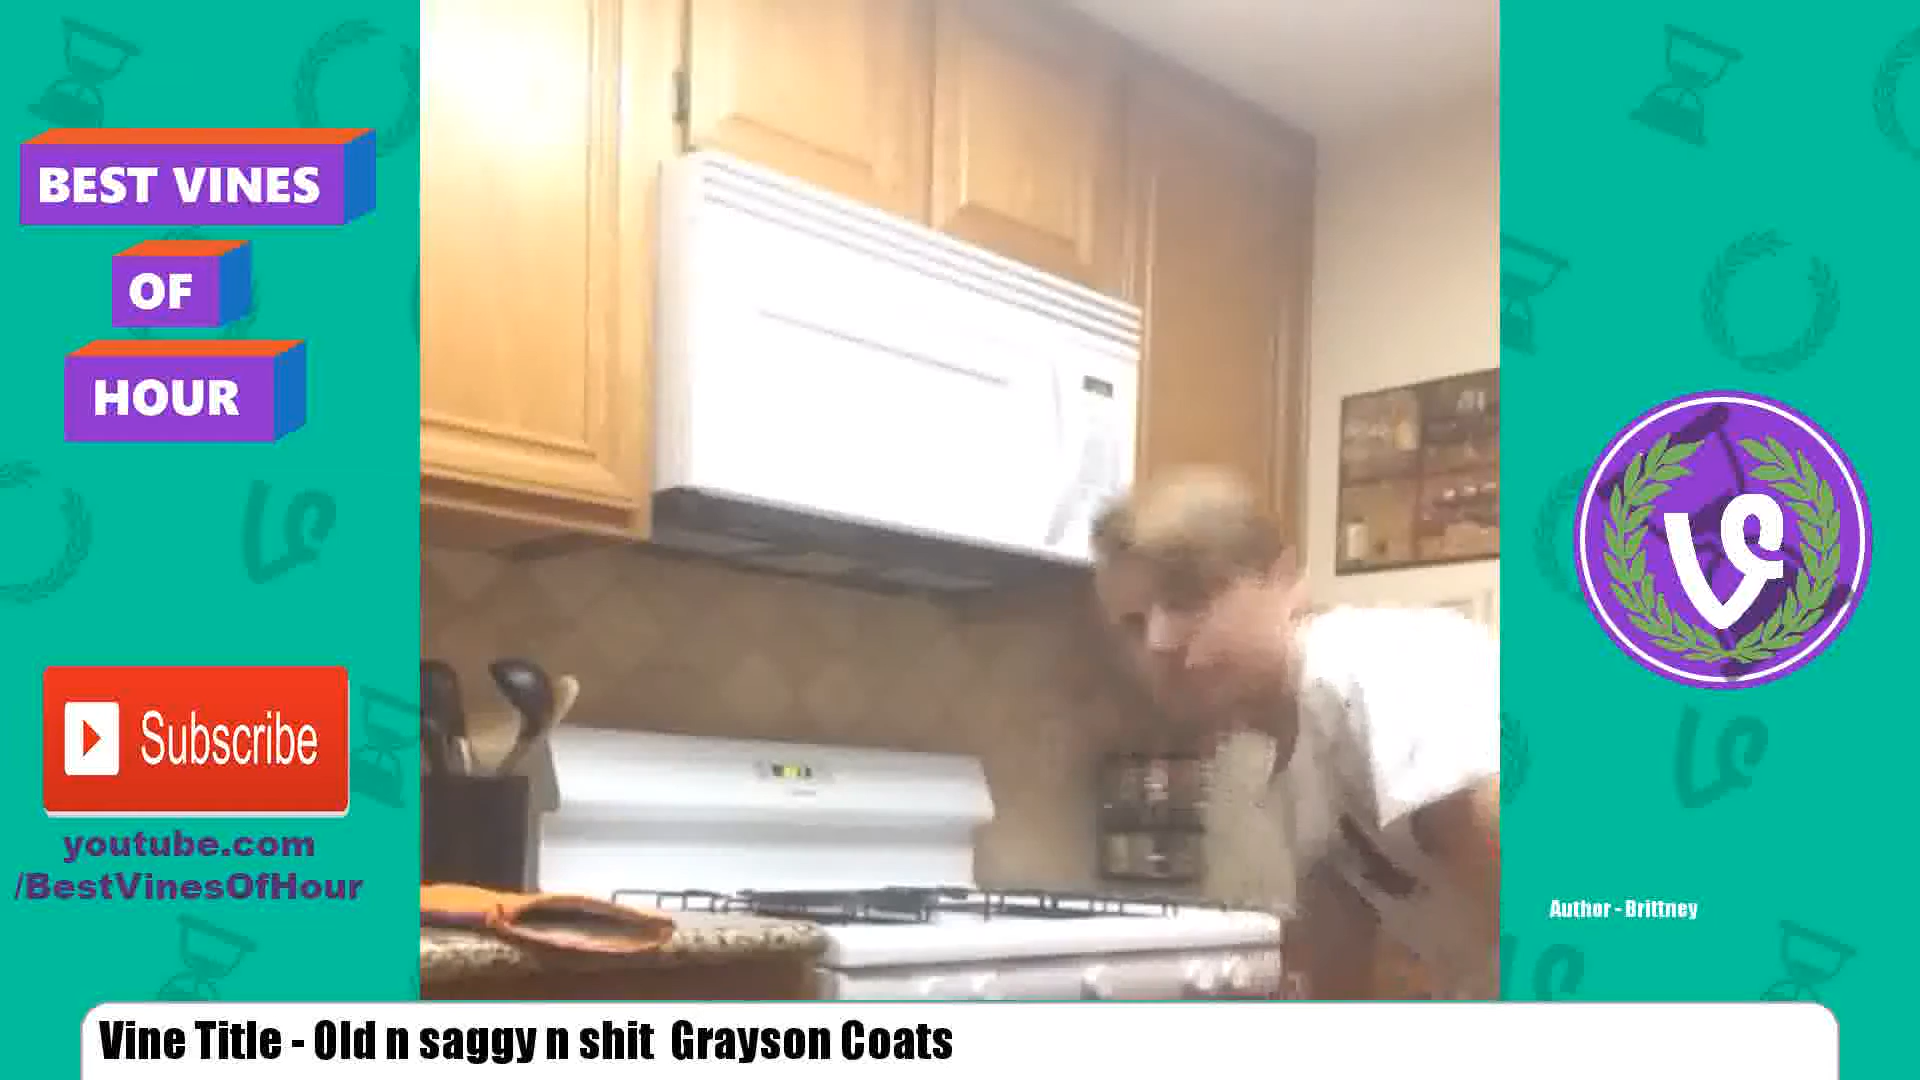 BEST VINES
OF
HOUR
Subscribe
youtube.com
/BestVinesOfHour
Author - Brittney
Vine Title - Old n saggy n shit Grayson Coats